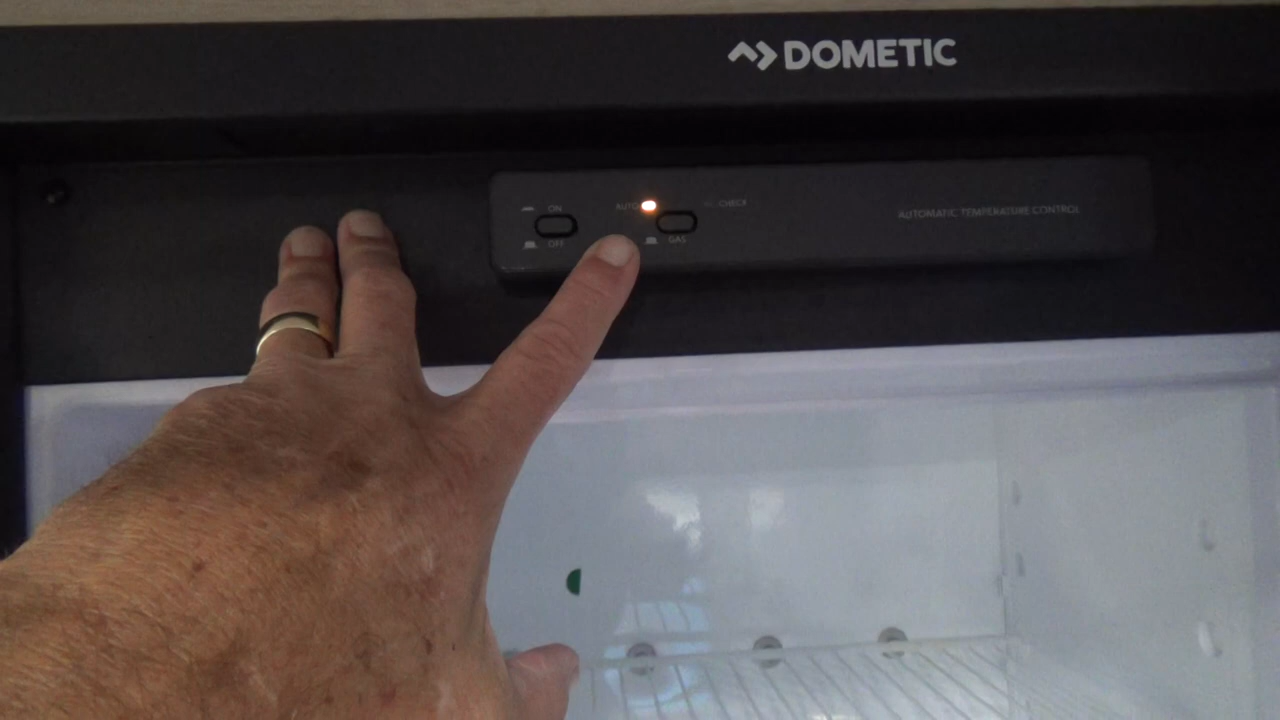 DOMETIC
ON
AUTO
CHECK
OFF
GAS
AUTOMATIC TEMPERATURE CONTROL